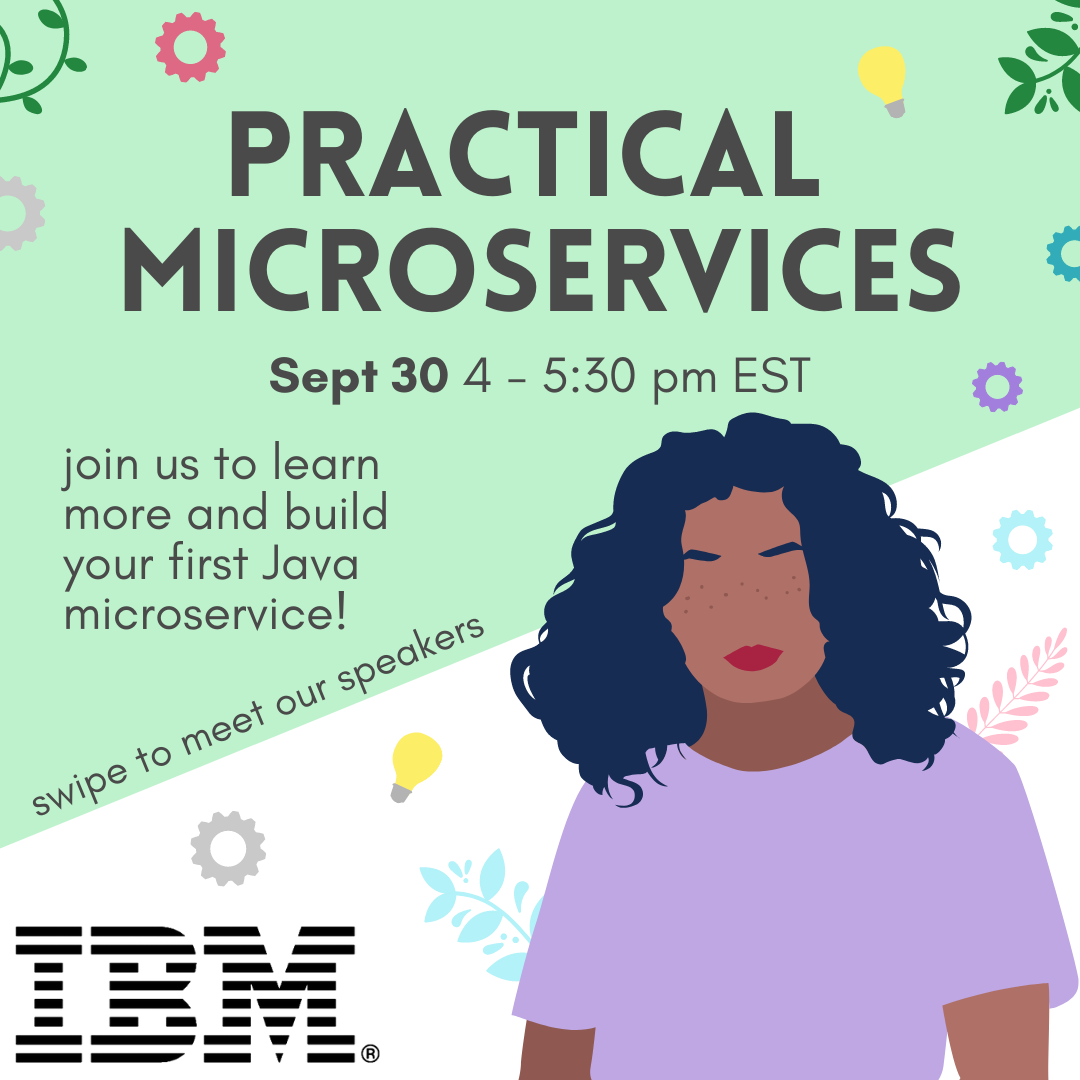 PRACTICAL
MICROSERVICES
Sept 30 4 - 5:30 pm EST
join us to learn
more and build
your first Java
microservice!
swipe to meet our speakers
IBM®